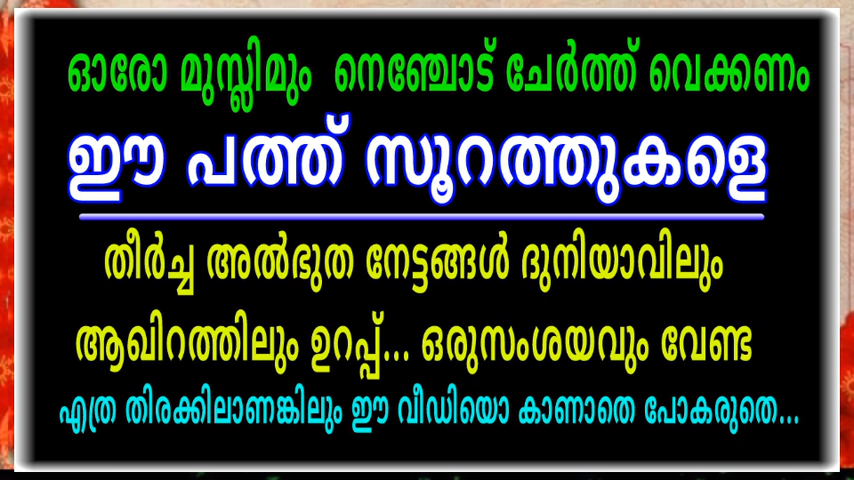 ഓരോ മുസ്ലിമും നെഞ്ചോട് ചേർത്ത് വെക്കണം
ഈ പത്ത് സൂറത്തുകളെ
തീർച്ച അൽഭുത നേട്ടങ്ങൾ ദുനിയാവിലും
ആഖിറത്തിലും ഉറപ്പ്... ഒരുസംശയവും വേണ്ട
എത്ര തിരക്കിലാണങ്കിലും ഈ വീഡിയൊ കാണാതെ പോകരുതെ...